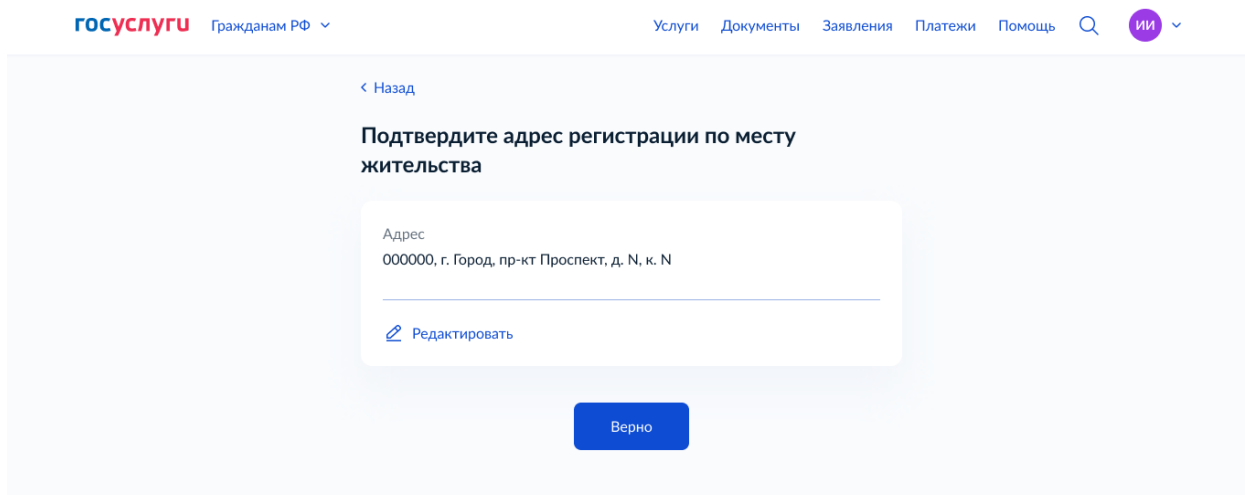 госуслуги Гражданам РФ Услуги Документы Заявления Платежи Помощь ИИ
Назад
Подтвердите адрес регистрации по месту
жительства
Адрес
000000, г. Город, пр-кт Проспект, д. N, к. N
Редактировать
Верно